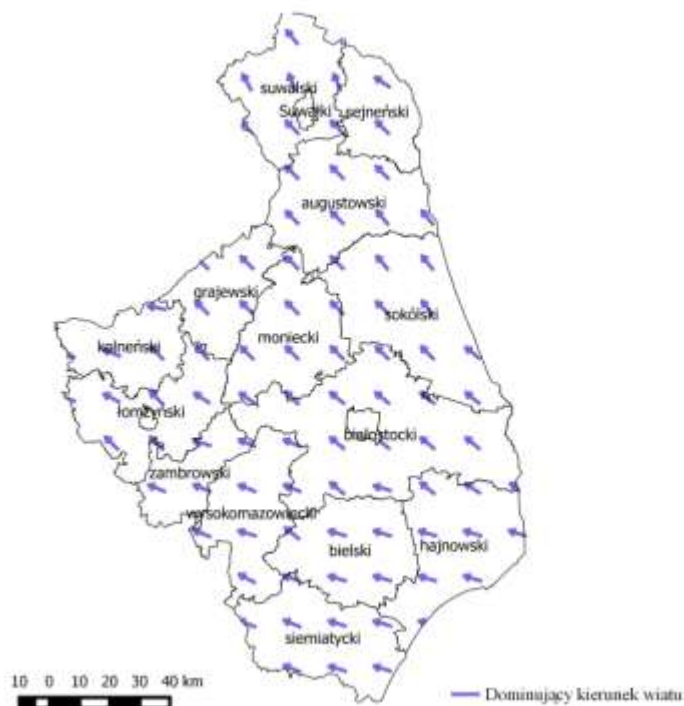 suwalski
Suwałki
sejneński
augustowski
grajewski
sokólski
moniecki
kolneński
łomżyński
białostocki
zambrowski
wysokomazowiecki
bielski
hajnowski
siemiatycki
10 0 10 20 30 40 km
Dominujący kierunek wiatu